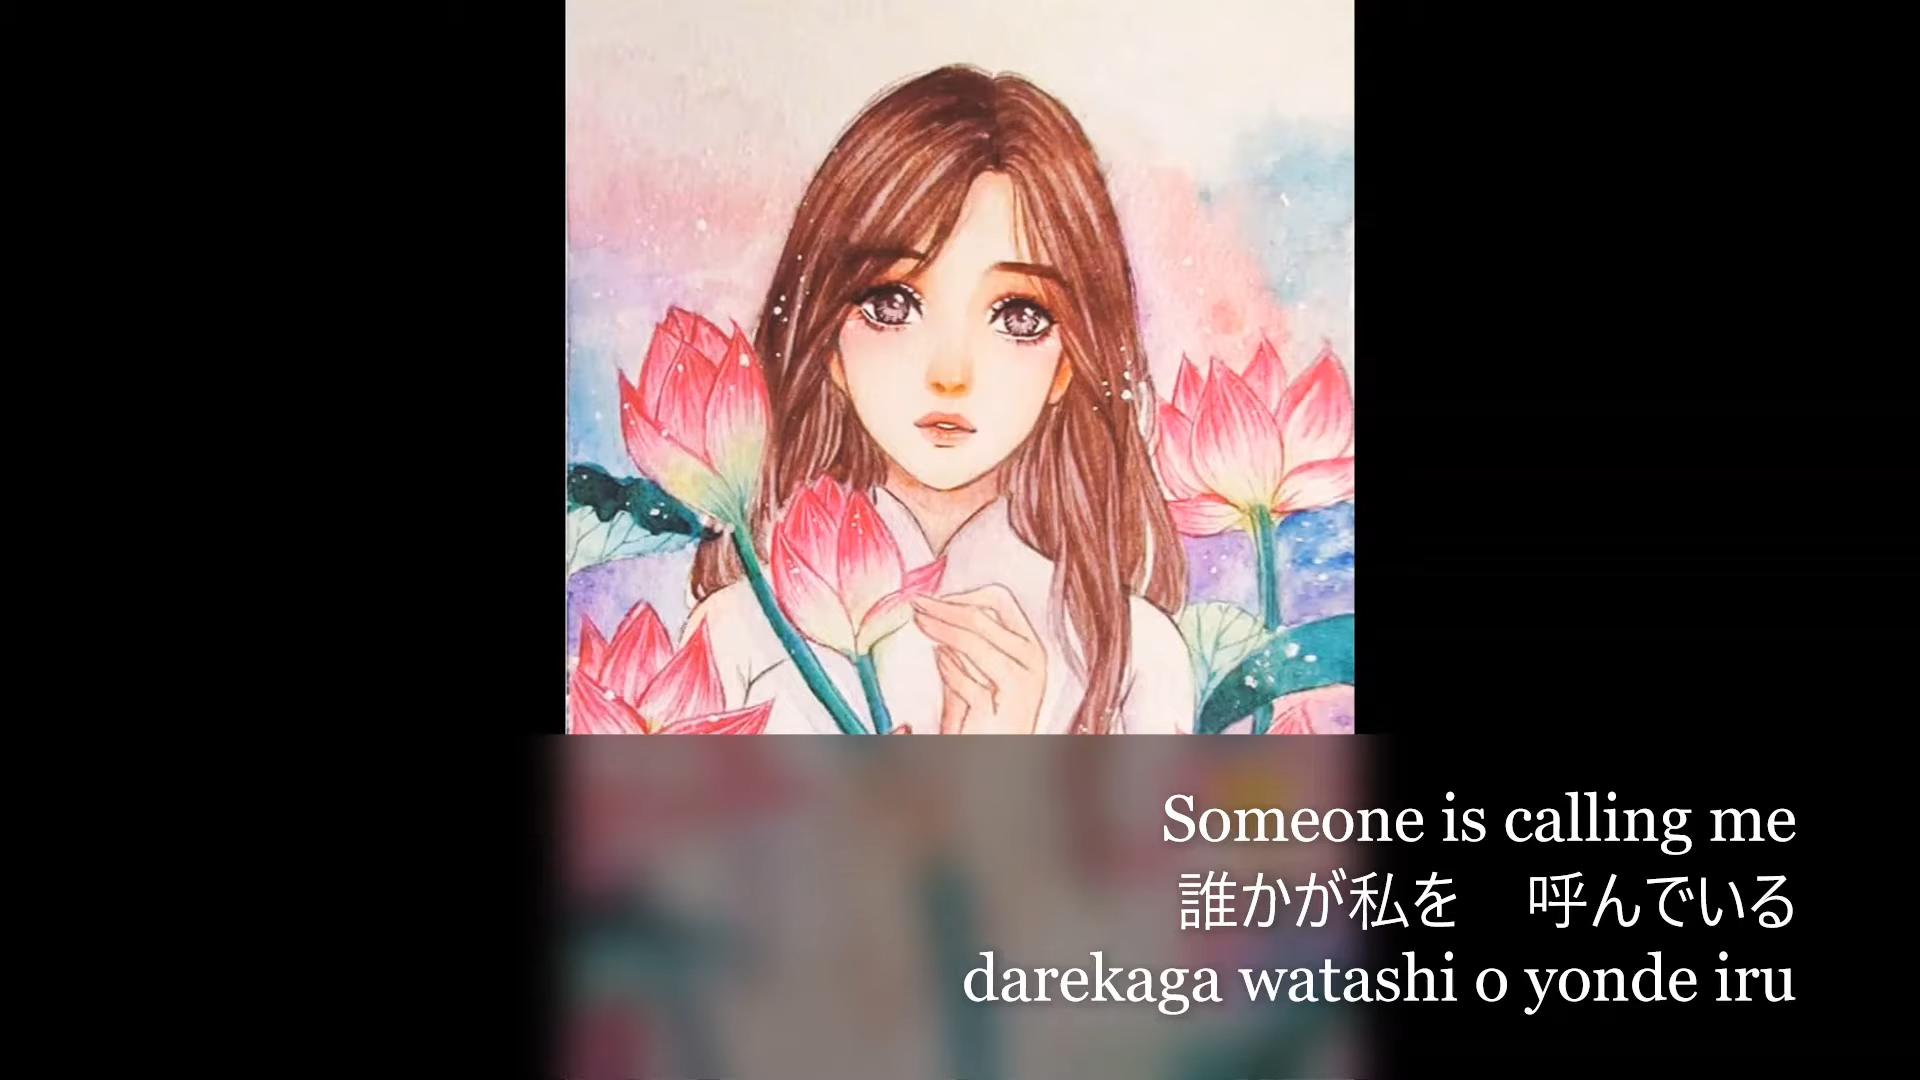 Someone is calling me
誰かが私を　呼んでいる
darekaga watashi o yonde iru